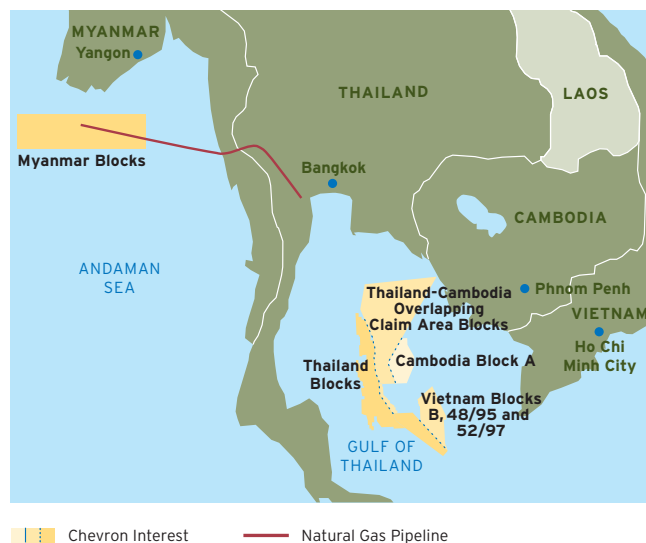 MYANMAR
Yangon
THAILAND
LAOS
Myanmar Blocks
Bangkok
CAMBODIA
ANDAMAN
SEA
Phnom Penh
Thailand-Cambodia
Overlapping
Claim Area Blocks
VIETNAM
Ho Chi
Minh City
Thailand
Blocks
Cambodia Block A
Vietnam Blocks
B, 48/95 and
52/97
GULF OF
THAILAND
Chevron Interest
Natural Gas Pipeline